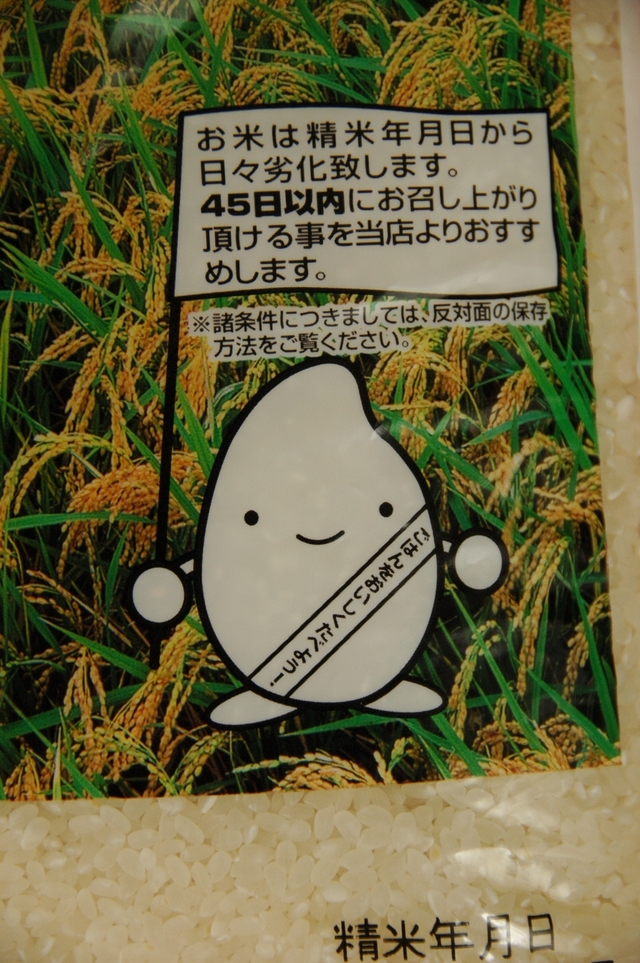 お米は精米年月日から
日々劣化致します。
45日以内にお召し上がり
頂ける事を当店よりおすす
めします。
※諸条件につきましては、反対面の保存
方法をご覧ください。
ごはんをおいしくたべよう!
精米年月日